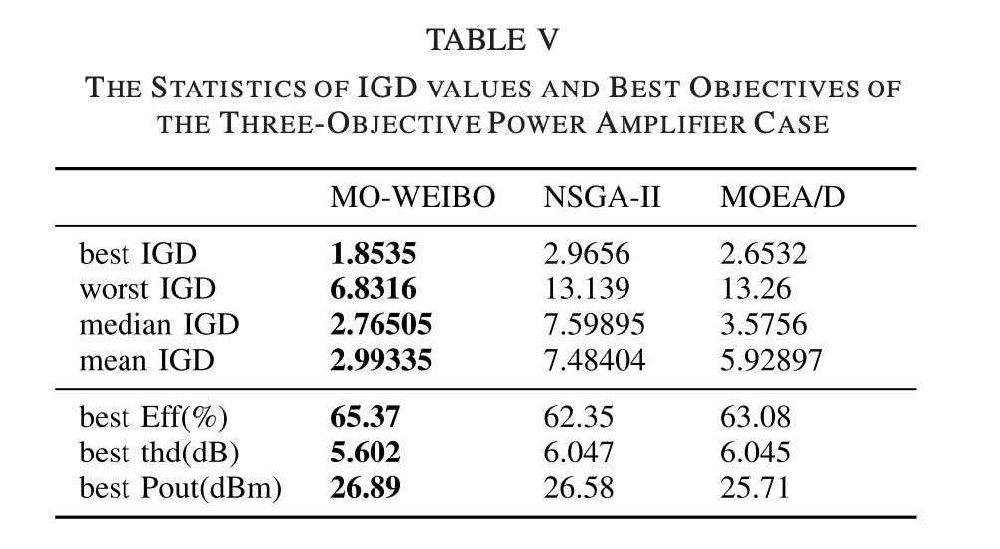 TABLE V
THE STATISTICS OF IGD VALUES AND BEST OBJECTIVES OF
THE THREE-OBJECTIVE POWER AMPLIFIER CASE
MO-WEIBO NSGA-II MOEA/D
best IGD 1.8535 2.9656 2.6532
worst IGD 6.8316 13.139 13.26
median IGD 2.76505 7.59895 3.5756
mean IGD 2.99335 7.48404 5.92897
best Eff(%) 65.37 62.35 63.08
best thd(dB) 5.602 6.047 6.045
best Pout(dBm) 26.89 26.58 25.71